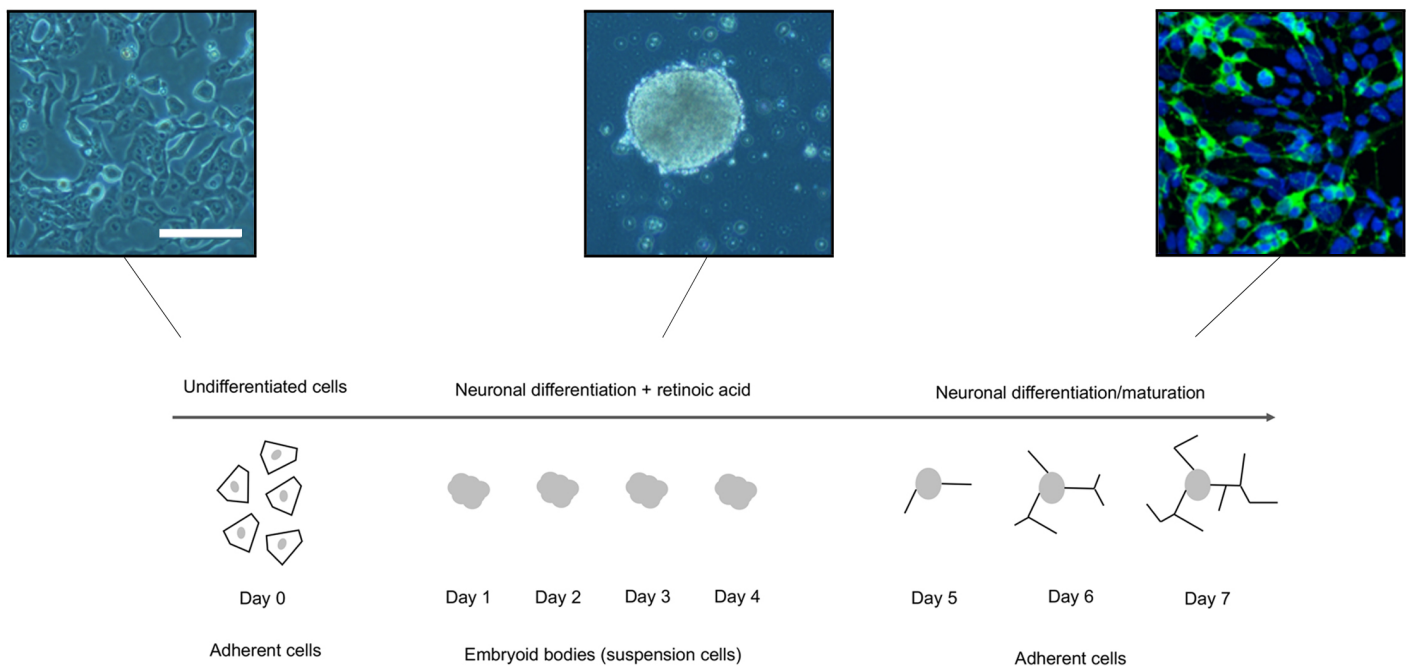 Undifferentiated cells
Neuronal differentiation + retinoic acid
Neuronal differentiation/maturation
Day 0
Day 1
Day 2
Day 3
Day 4
Day 5
Day 6
Day 7
Adherent cells
Embryoid bodies (suspension cells)
Adherent cells